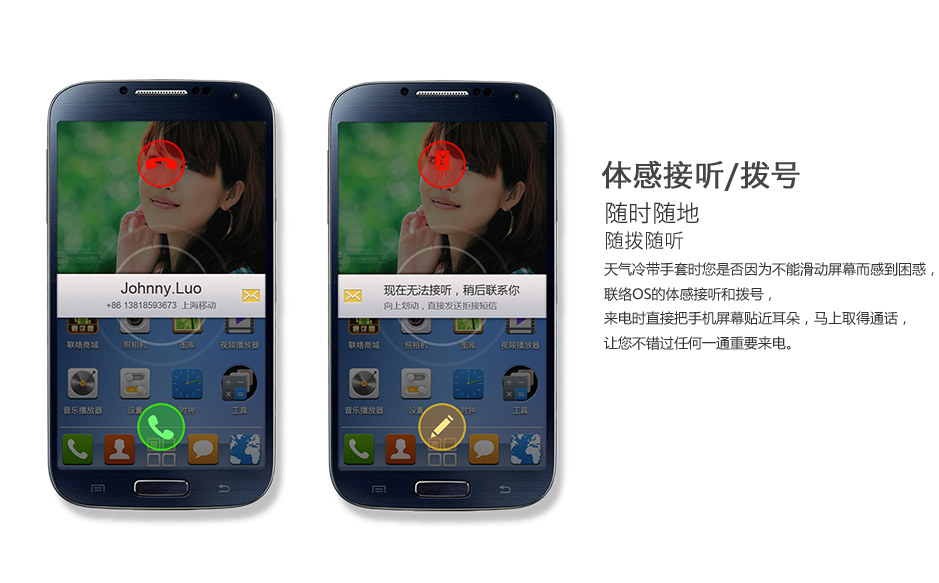 Johnny.Luo
+86 13818593673 上海移动
联络商城
照相机
图库
视频播放器
音乐播放器
设置
时钟
工具
现在无法接听，稍后联系你
向上划动，直接发送拒接短信
联络商城
照相机
图库
视频播放器
音乐播放器
设置
时钟
工具
体感接听/拨号
随时随地
随拨随听
天气冷带手套时您是否因为不能滑动屏幕而感到困惑，
联络OS的体感接听和拨号，
来电时直接把手机屏幕贴近耳朵，马上取得通话，
让您不错过任何一通重要来电。